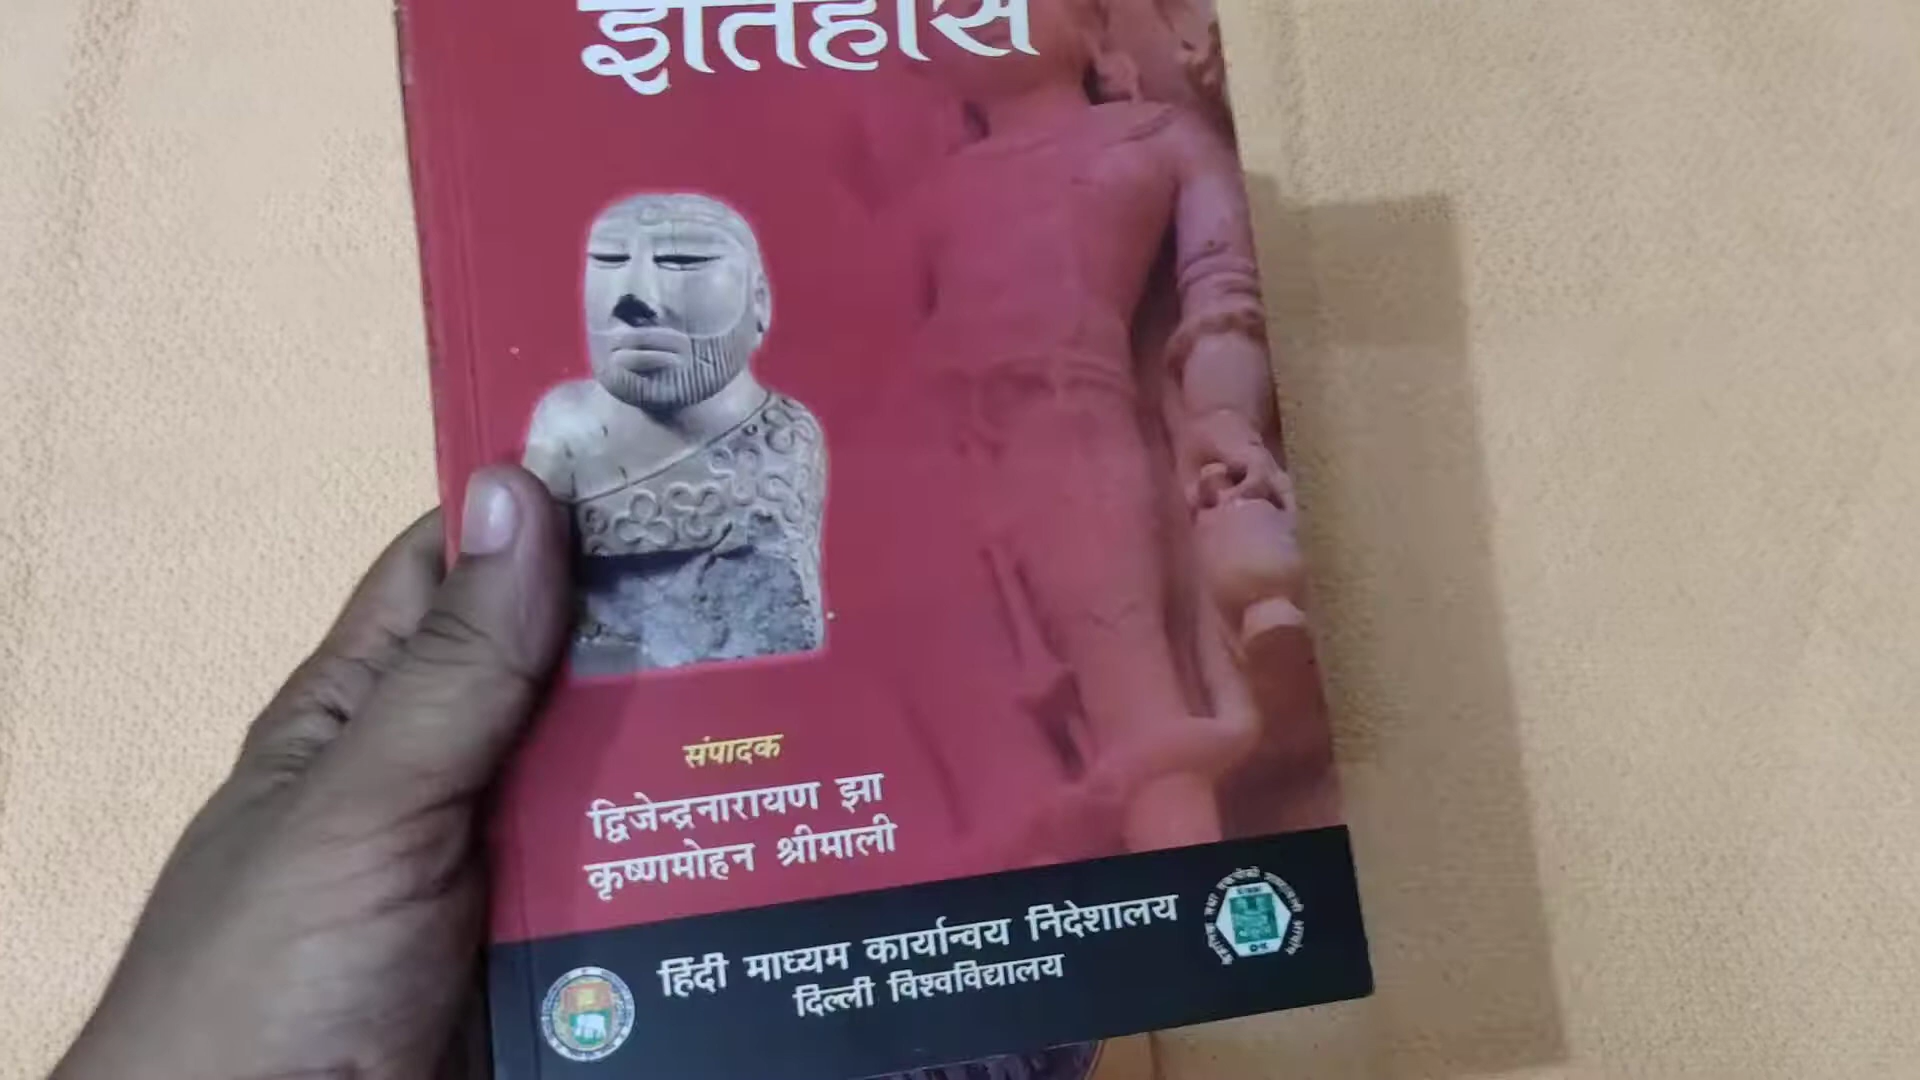 इतिहास
संपादक
द्विजेन्द्रनारायण झा
कृष्णमोहन श्रीमाली
हिंदी माध्यम कार्यान्वय निदेशालय
दिल्ली विश्वविद्यालय